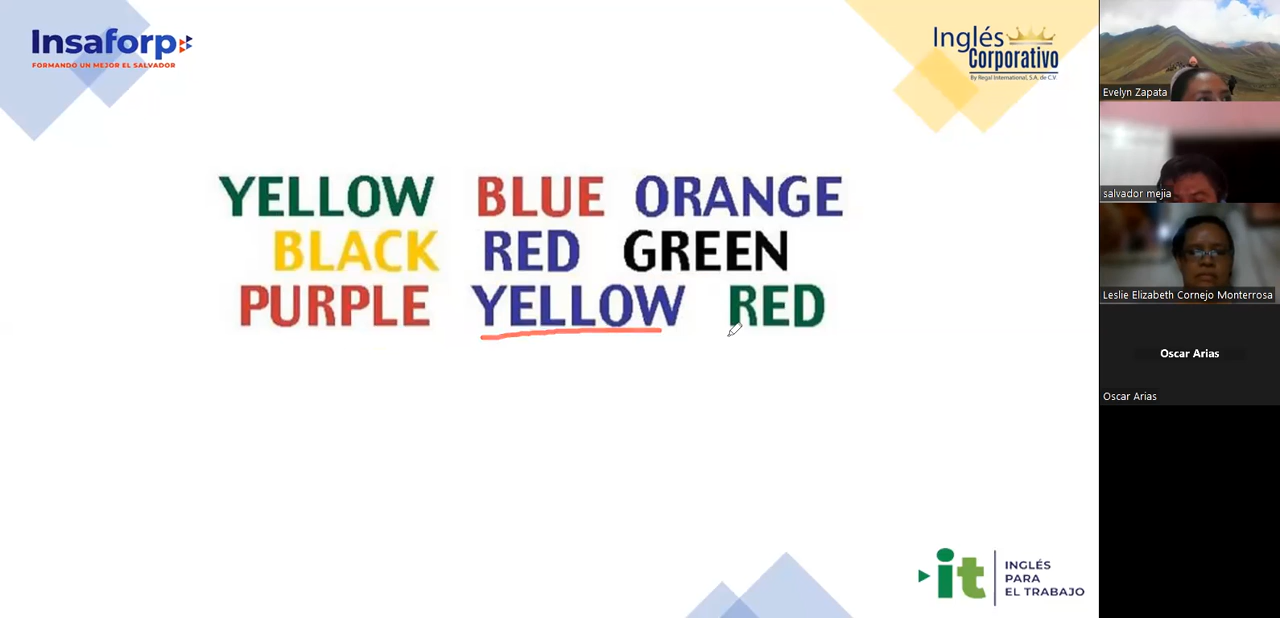 Insaforp
FORMANDO UN MEJOR EL SALVADOR
Inglés
Corporativo
By Regal International, S.A. de C.V.
YELLOW BLUE ORANGE
BLACK RED GREEN
PURPLE YELLOW RED
it
INGLÉS
PARA
EL TRABAJO
Evelyn Zapata
salvador mejia
Leslie Elizabeth Cornejo Monterrosa
Oscar Arias
Oscar Arias